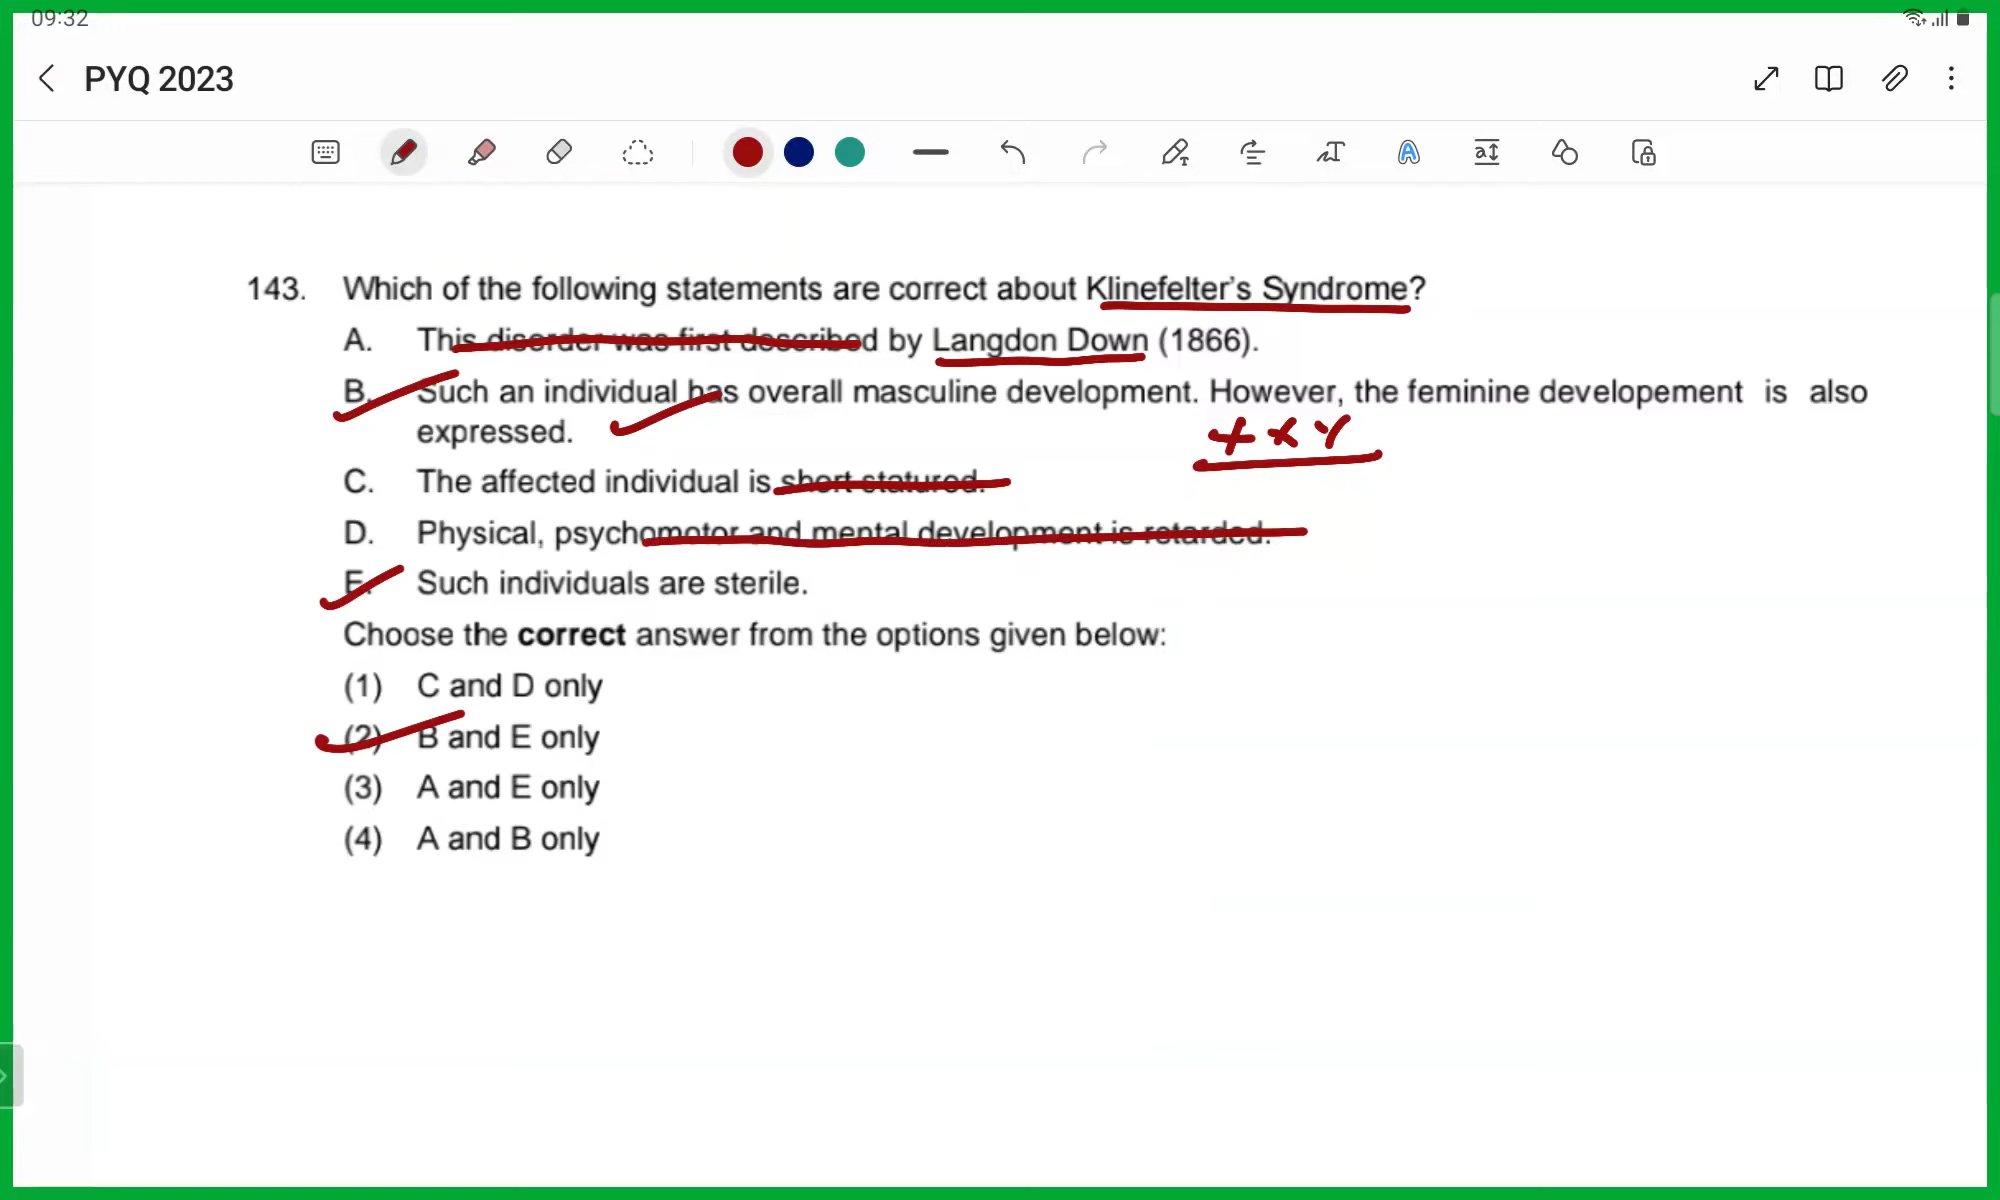 09:32
PYQ 2023
143. Which of the following statements are correct about Klinefelter's Syndrome?
A. This disorder was first described by Langdon Down (1866).
B. Such an individual has overall masculine development. However, the feminine developement is also
expressed.
XXY
C. The affected individual is short statured.
D. Physical, psychomotor and mental development is retarded.
E. Such individuals are sterile.
Choose the correct answer from the options given below:
(1) C and D only
(2) B and E only
(3) A and E only
(4) A and B only